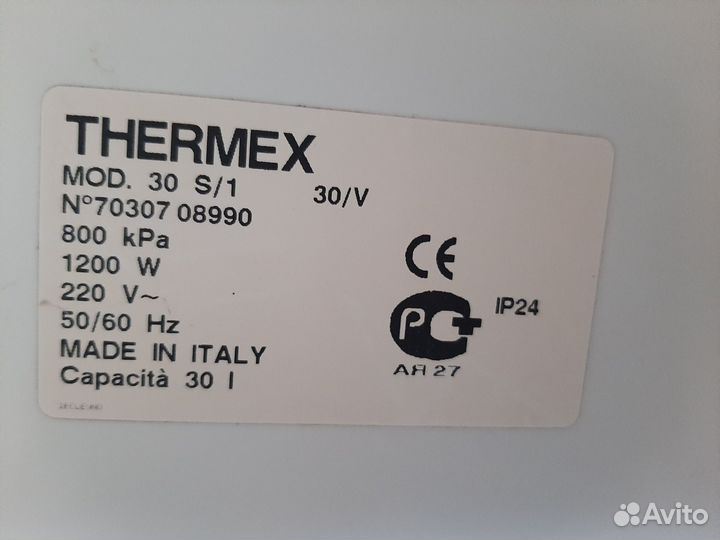 THERMEX
MOD. 30 S/1 30/V
N°70307 08990
800 kPa
1200 W
220 V~
50/60 Hz
MADE IN ITALY
Capacità 30 l
CE
РС
IP24
АЯ 27
Avito